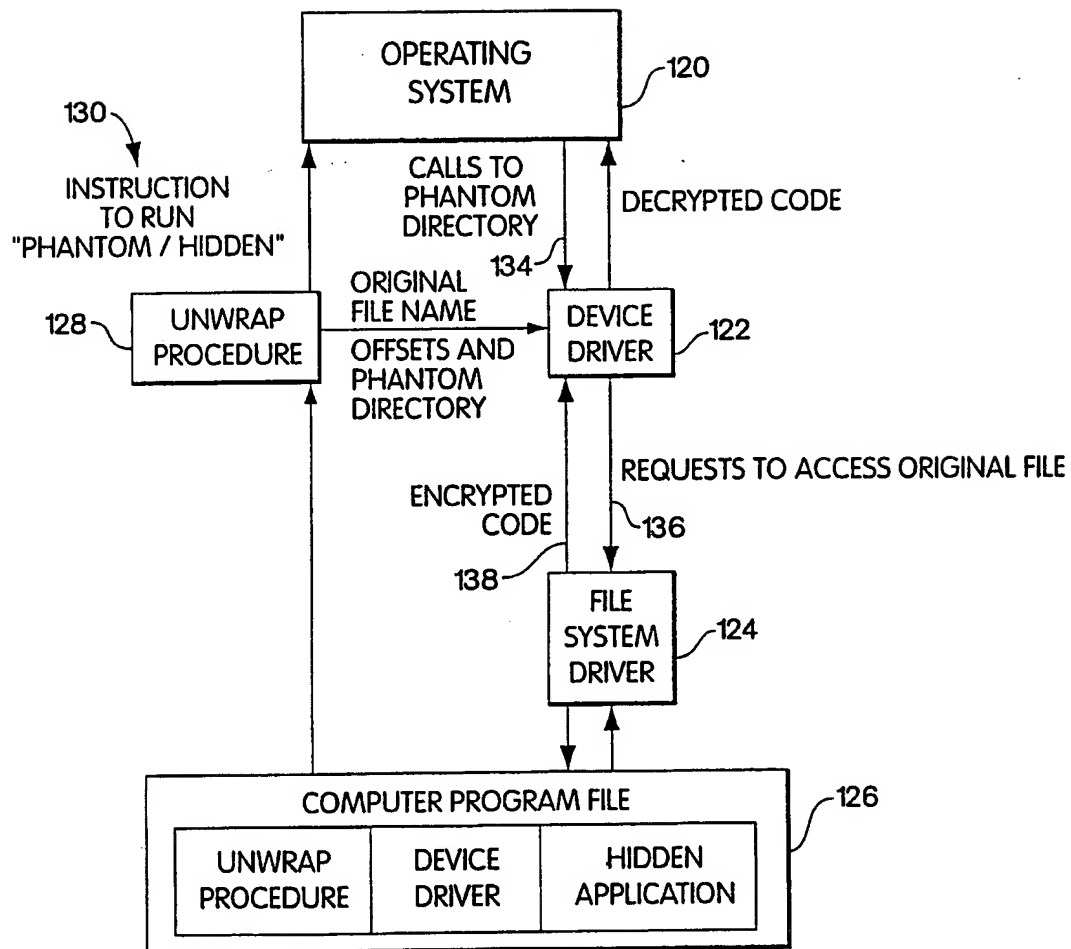 OPERATING
SYSTEM
120
130
INSTRUCTION
TO RUN
"PHANTOM / HIDDEN"
CALLS TO
PHANTOM
DIRECTORY
134
DECRYPTED CODE
128
UNWRAP
PROCEDURE
ORIGINAL
FILE NAME
OFFSETS AND
PHANTOM
DIRECTORY
DEVICE
DRIVER
122
ENCRYPTED
CODE
138
REQUESTS TO ACCESS ORIGINAL FILE
136
FILE
SYSTEM
DRIVER
124
COMPUTER PROGRAM FILE
126
UNWRAP
PROCEDURE
DEVICE
DRIVER
HIDDEN
APPLICATION